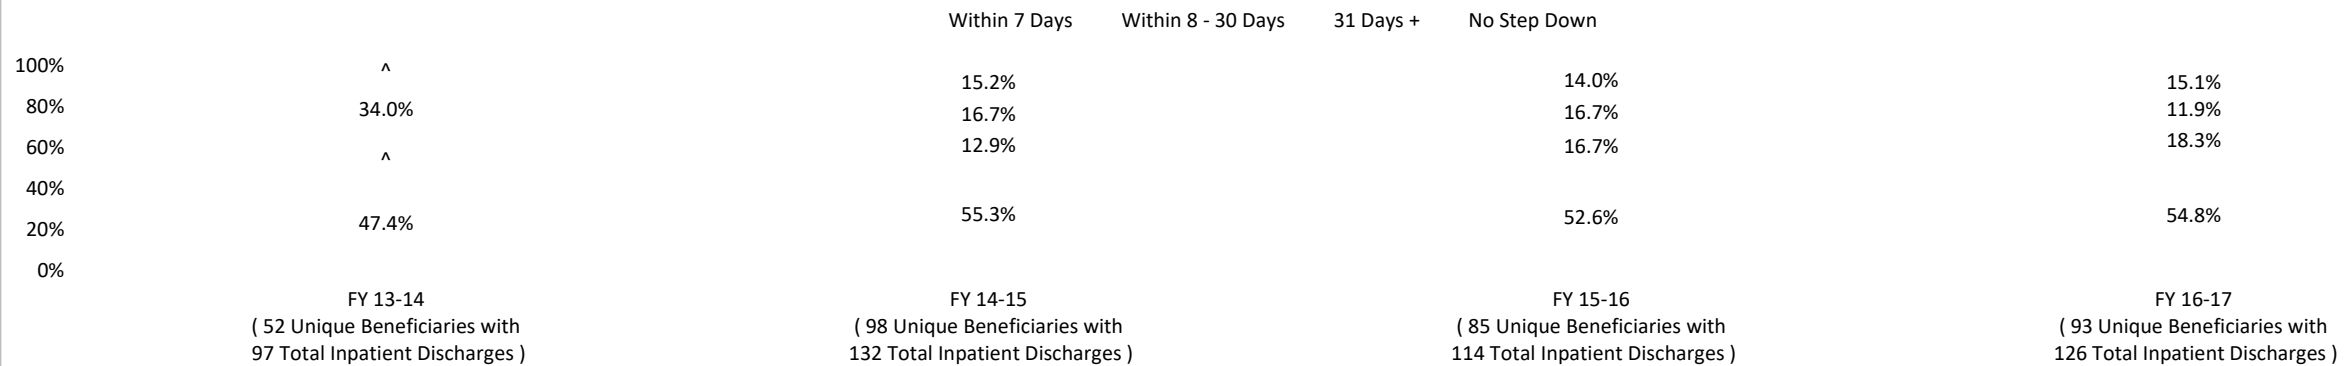 Within 7 Days Within 8 - 30 Days 31 Days + No Step Down
100%
80%
60%
40%
20%
0%
^
34.0%
^
47.4%
15.2%
16.7%
12.9%
55.3%
14.0%
16.7%
16.7%
52.6%
15.1%
11.9%
18.3%
54.8%
FY 13-14
( 52 Unique Beneficiaries with
97 Total Inpatient Discharges )
FY 14-15
( 98 Unique Beneficiaries with
132 Total Inpatient Discharges )
FY 15-16
( 85 Unique Beneficiaries with
114 Total Inpatient Discharges )
FY 16-17
( 93 Unique Beneficiaries with
126 Total Inpatient Discharges )